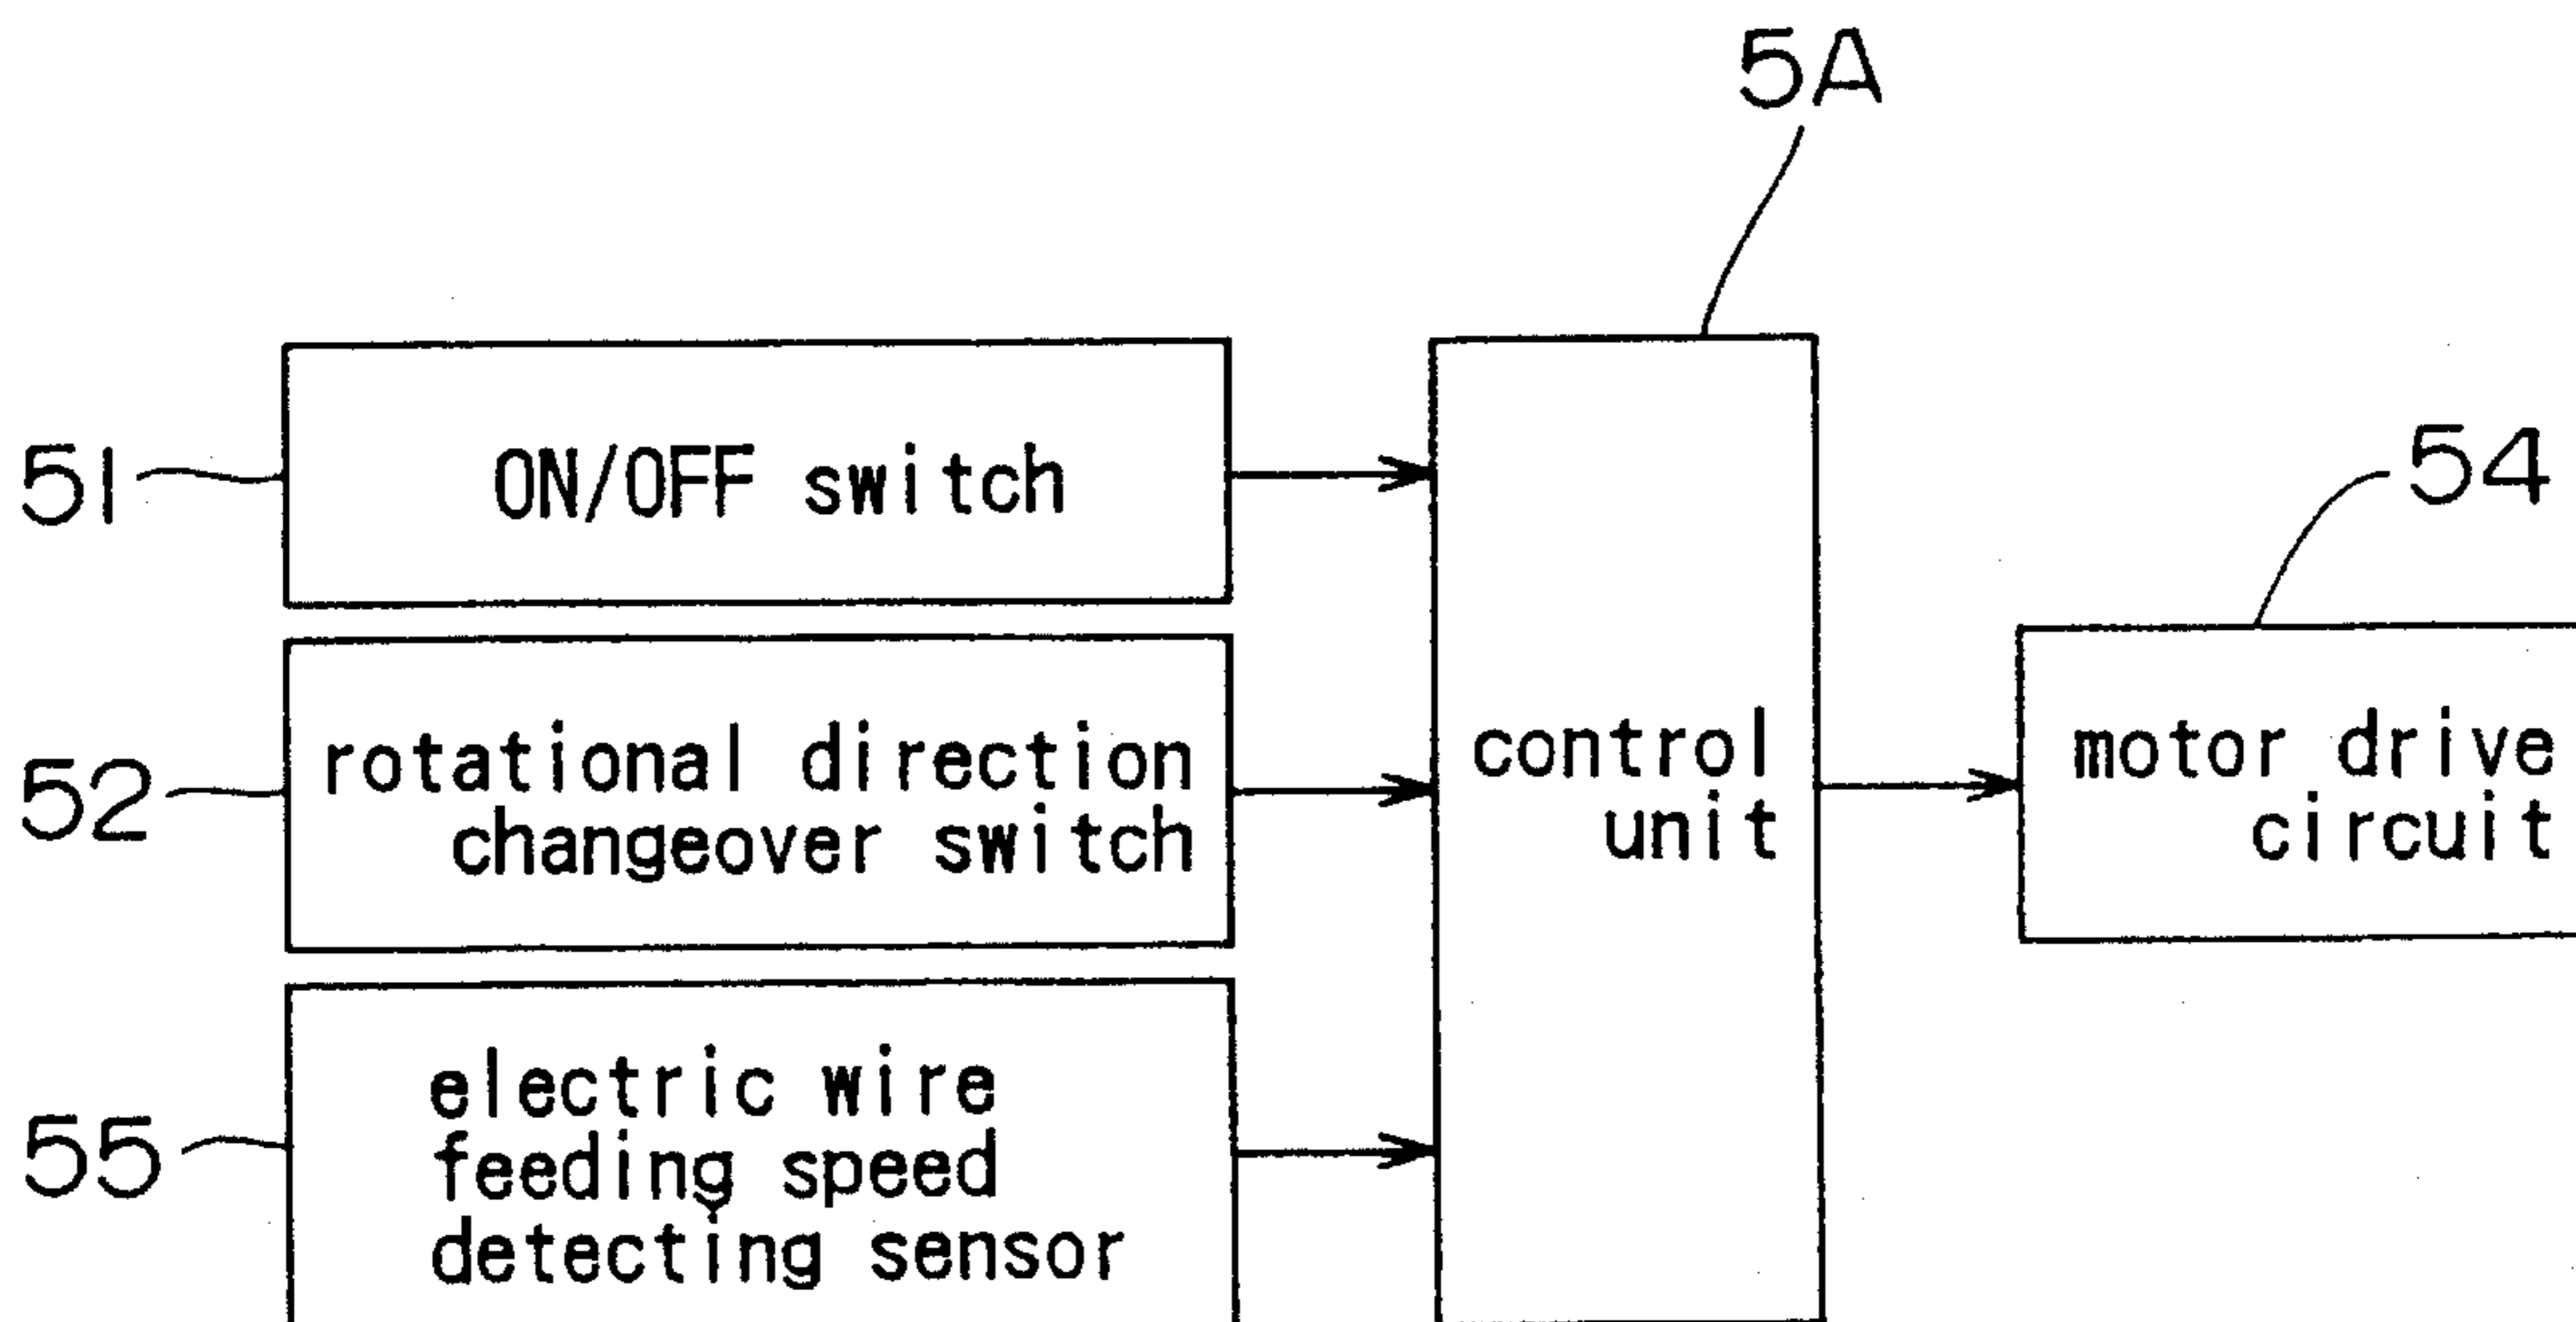 5A
51
ON/OFF switch
54
52
rotational direction
changeover switch
control
unit
motor drive
circuit
55
electric wire
feeding speed
detecting sensor